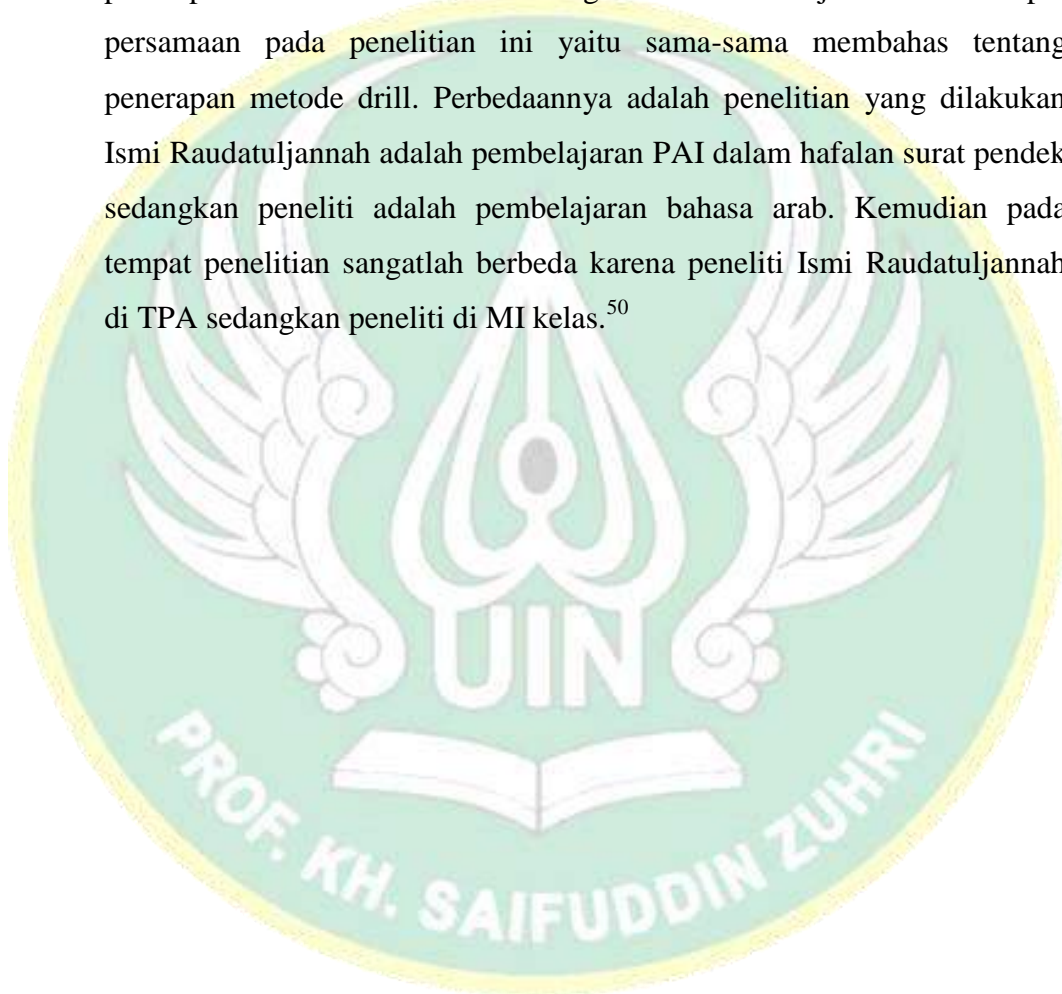 persamaan pada penelitian ini yaitu sama-sama membahas tentang
penerapan metode drill. Perbedaannya adalah penelitian yang dilakukan
Ismi Raudatuljannah adalah pembelajaran PAI dalam hafalan surat pendek
sedangkan peneliti adalah pembelajaran bahasa arab. Kemudian pada
tempat penelitian sangatlah berbeda karena peneliti Ismi Raudatuljannah
di TPA sedangkan peneliti di MI kelas.50
UIN
PROF. KH. SAIFUDDIN ZUHRI